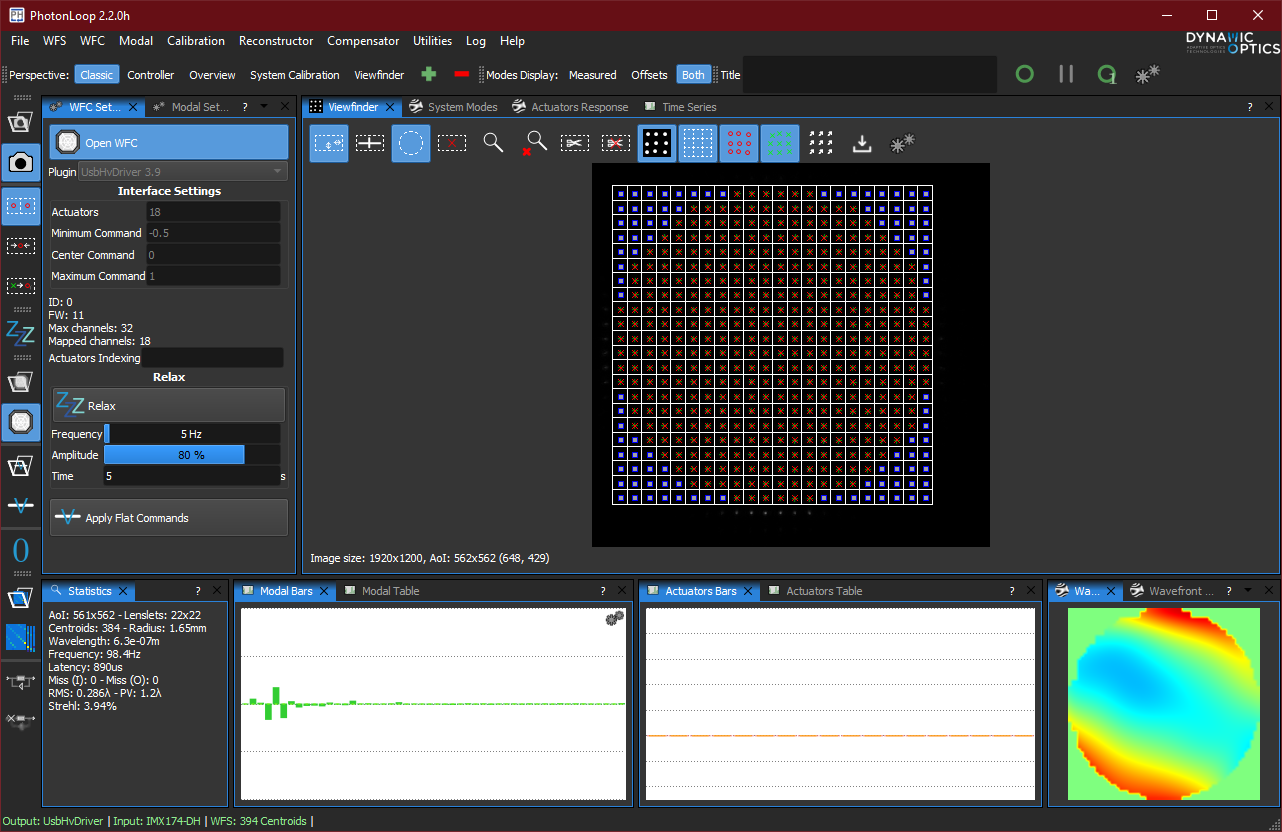 PhotonLoop 2.2.0h
File WFS WFC Modal Calibration Reconstructor Compensator Utilities Log Help
DYNAMIC
ADAPTIVE OPTICS TECHNOLOGIES OPTICS
Perspective: Classic Controller Overview System Calibration Viewfinder Modes Display: Measured Offsets Both Title
1
WFC Set... Modal Set... ?
Viewfinder System Modes Actuators Response Time Series ?
Open WFC
Plugin UsbHvDriver 3.9
Interface Settings
Actuators 18
Minimum Command -0.5
Center Command 0
Maximum Command 1
ID: 0
FW: 11
Max channels: 32
Mapped channels: 18
Actuators Indexing
Relax
Relax
Frequency 5 Hz
Amplitude 80 %
Time 5 s
Apply Flat Commands
Image size: 1920x1200, AoI: 562x562 (648, 429)
Statistics ?
AoI: 561x562 - Lenslets: 22x22
Centroids: 384 - Radius: 1.65mm
Wavelength: 6.3e-07m
Frequency: 98.4Hz
Latency: 890us
Miss (I): 0 - Miss (O): 0
RMS: 0.286λ - PV: 1.2λ
Strehl: 3.94%
Modal Bars Modal Table ?
Actuators Bars Actuators Table ?
Wa... Wavefront ... ?
Output: UsbHvDriver | Input: IMX174-DH | WFS: 394 Centroids |